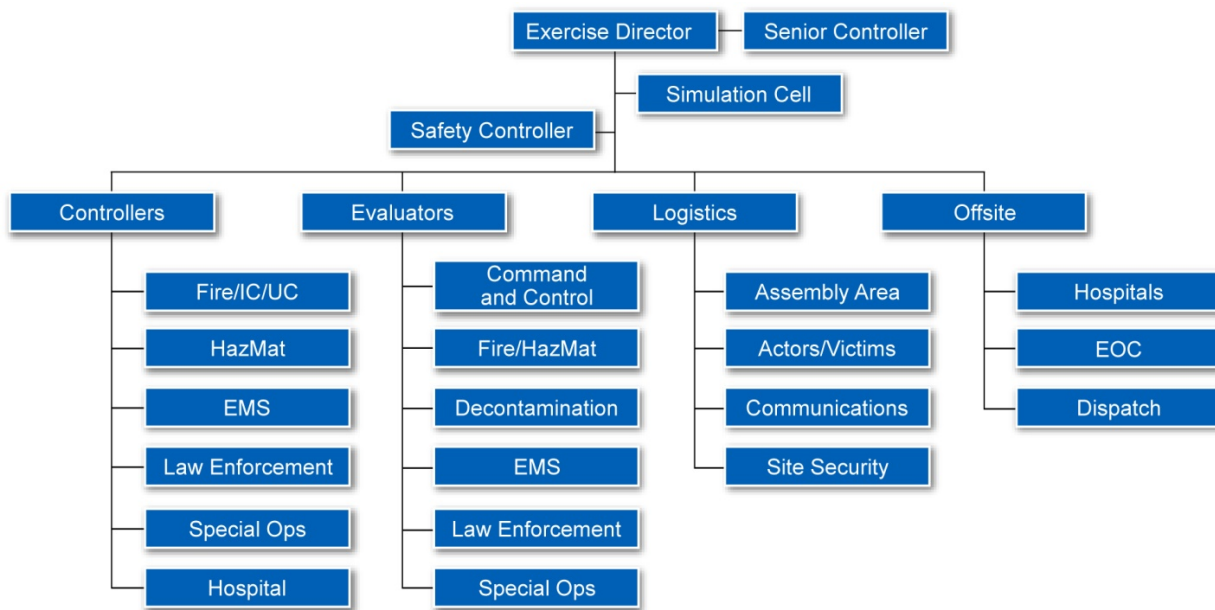 Exercise Director
Senior Controller
Simulation Cell
Safety Controller
Controllers
Evaluators
Logistics
Offsite
Fire/IC/UC
HazMat
EMS
Law Enforcement
Special Ops
Hospital
Command
and Control
Fire/HazMat
Decontamination
EMS
Law Enforcement
Special Ops
Assembly Area
Actors/Victims
Communications
Site Security
Hospitals
EOC
Dispatch